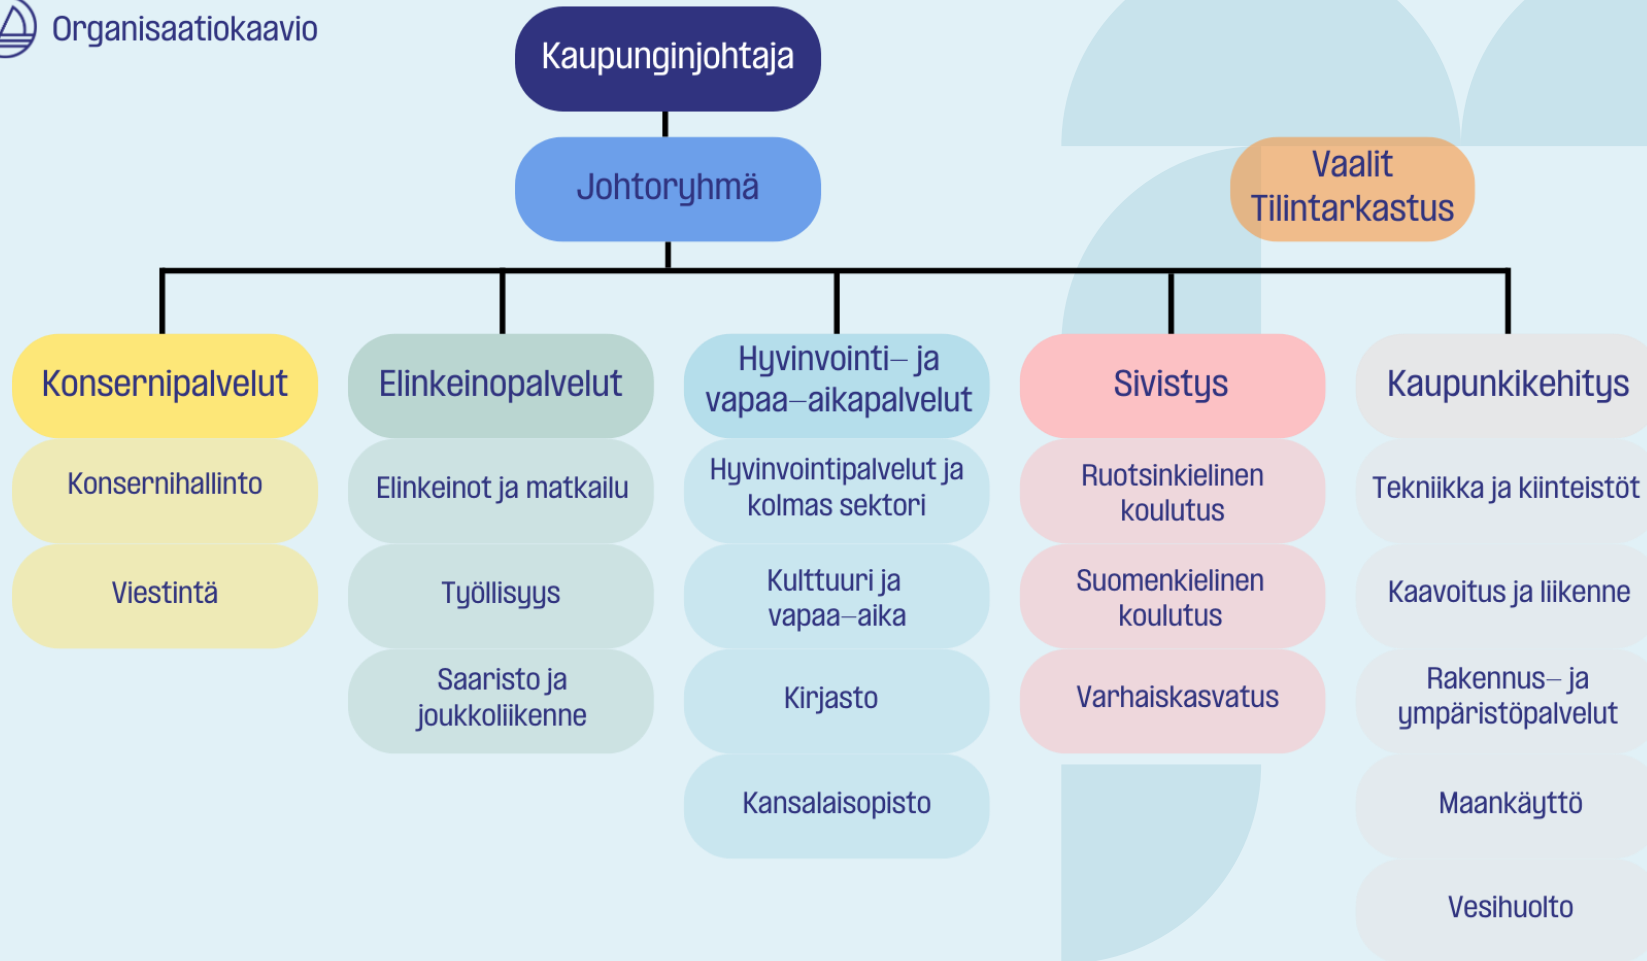 Organisaatiokaavio
Kaupunginjohtaja
Johtoryhmä
Vaalit
Tilintarkastus
Konsernipalvelut
Konsernihallinto
Viestintä
Elinkeinopalvelut
Elinkeinot ja matkailu
Työllisyys
Saaristo ja
joukkoliikenne
Hyvinvointi– ja
vapaa–aikapalvelut
Hyvinvointipalvelut ja
kolmas sektori
Kulttuuri ja
vapaa–aika
Kirjasto
Kansalaisopisto
Sivistys
Ruotsinkielinen
koulutus
Suomenkielinen
koulutus
Varhaiskasvatus
Kaupunkikehitys
Tekniikka ja kiinteistöt
Kaavoitus ja liikenne
Rakennus– ja
ympäristöpalvelut
Maankäyttö
Vesihuolto